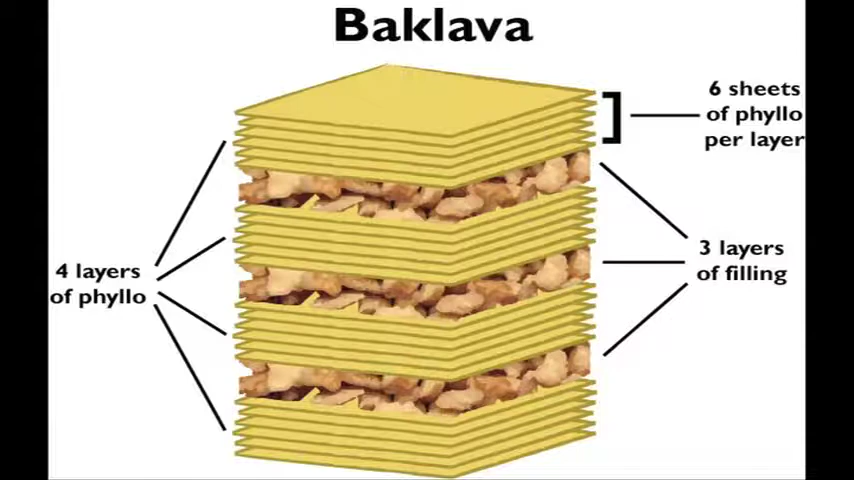 Baklava
6 sheets
of phyllo
per layer
4 layers
of phyllo
3 layers
of filling